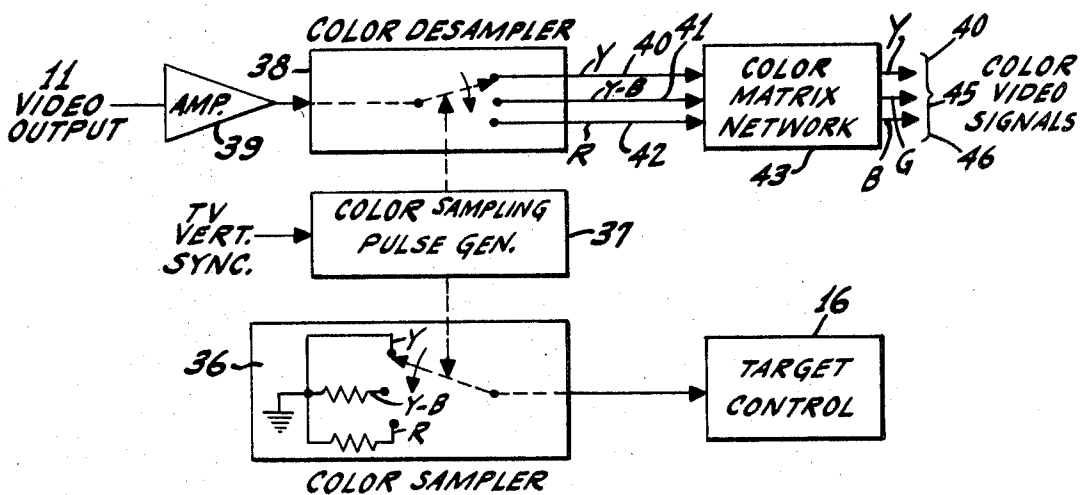 COLOR DESAMPLER
38
11
VIDEO
OUTPUT
AMP.
39
Y
40
41
Y-B
R
42
COLOR
MATRIX
NETWORK
43
Y
G
B
40
45
46
COLOR
VIDEO
SIGNALS
TV
VERT.
SYNC.
COLOR SAMPLING
PULSE GEN.
37
36
Y
Y-B
R
COLOR SAMPLER
16
TARGET
CONTROL